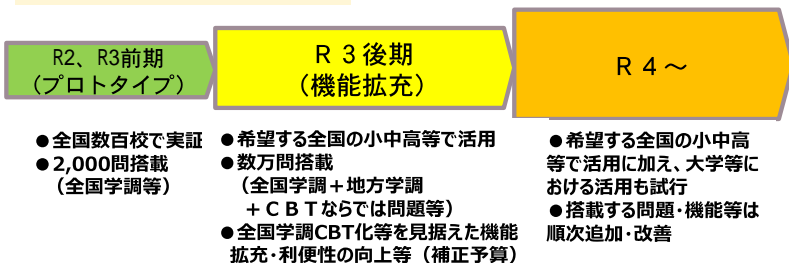 R2、R3前期
（プロトタイプ）
●全国数百校で実証
●2,000問搭載
（全国学調等）
Ｒ３後期
（機能拡充）
●希望する全国の小中高等で活用
●数万問搭載
（全国学調＋地方学調
＋ＣＢＴならでは問題等）
●全国学調CBT化等を見据えた機能
拡充・利便性の向上等（補正予算）
Ｒ４～
●希望する全国の小中高
等で活用に加え、大学等に
おける活用も試行
●搭載する問題・機能等は
順次追加・改善